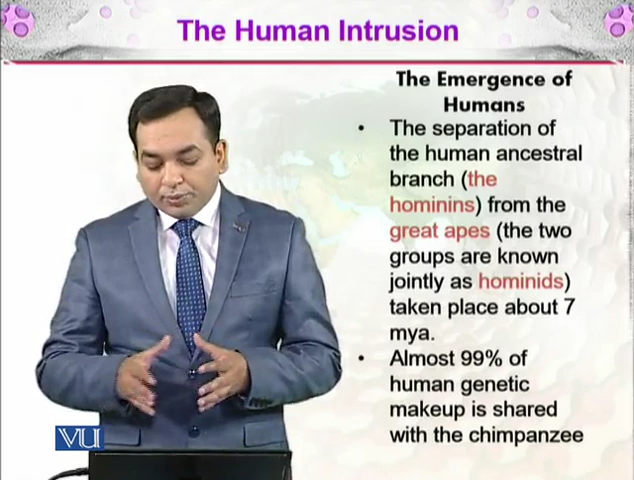 The Human Intrusion
The Emergence of
Humans
• The separation of
the human ancestral
branch (the
hominins) from the
great apes (the two
groups are known
jointly as hominids)
taken place about 7
mya.
• Almost 99% of
human genetic
makeup is shared
with the chimpanzee
VU